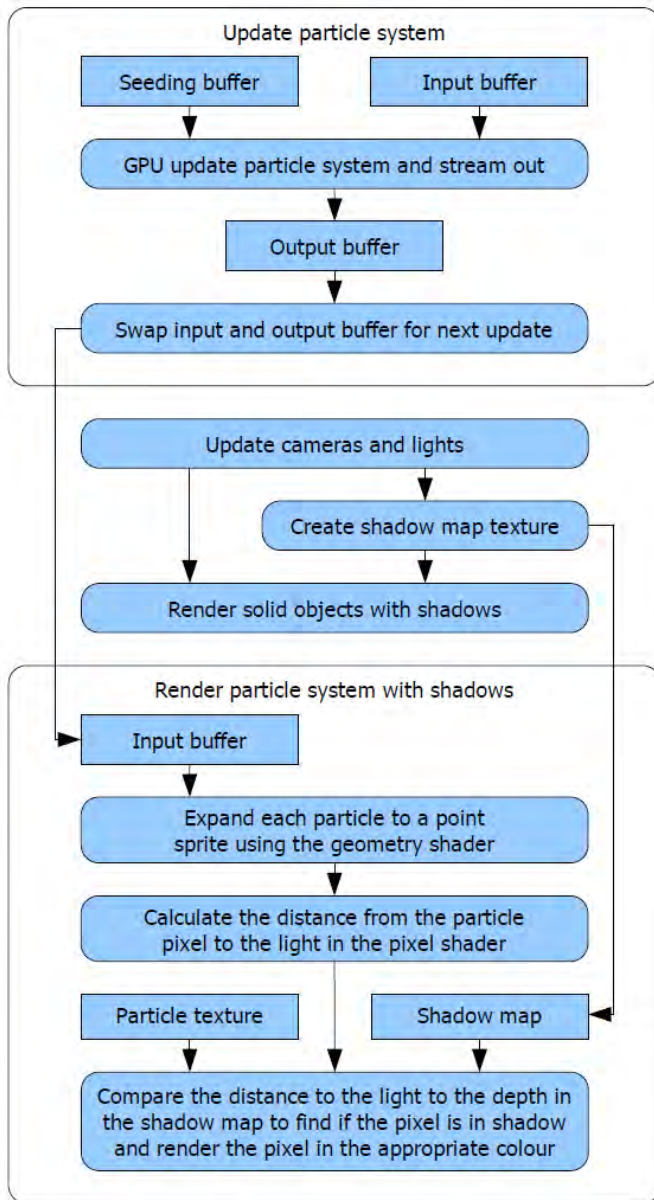 Update particle system
Seeding buffer
Input buffer
GPU update particle system and stream out
Output buffer
Swap input and output buffer for next update
Update cameras and lights
Create shadow map texture
Render solid objects with shadows
Render particle system with shadows
Input buffer
Expand each particle to a point
sprite using the geometry shader
Calculate the distance from the particle
pixel to the light in the pixel shader
Particle texture
Shadow map
Compare the distance to the light to the depth in
the shadow map to find if the pixel is in shadow
and render the pixel in the appropriate colour